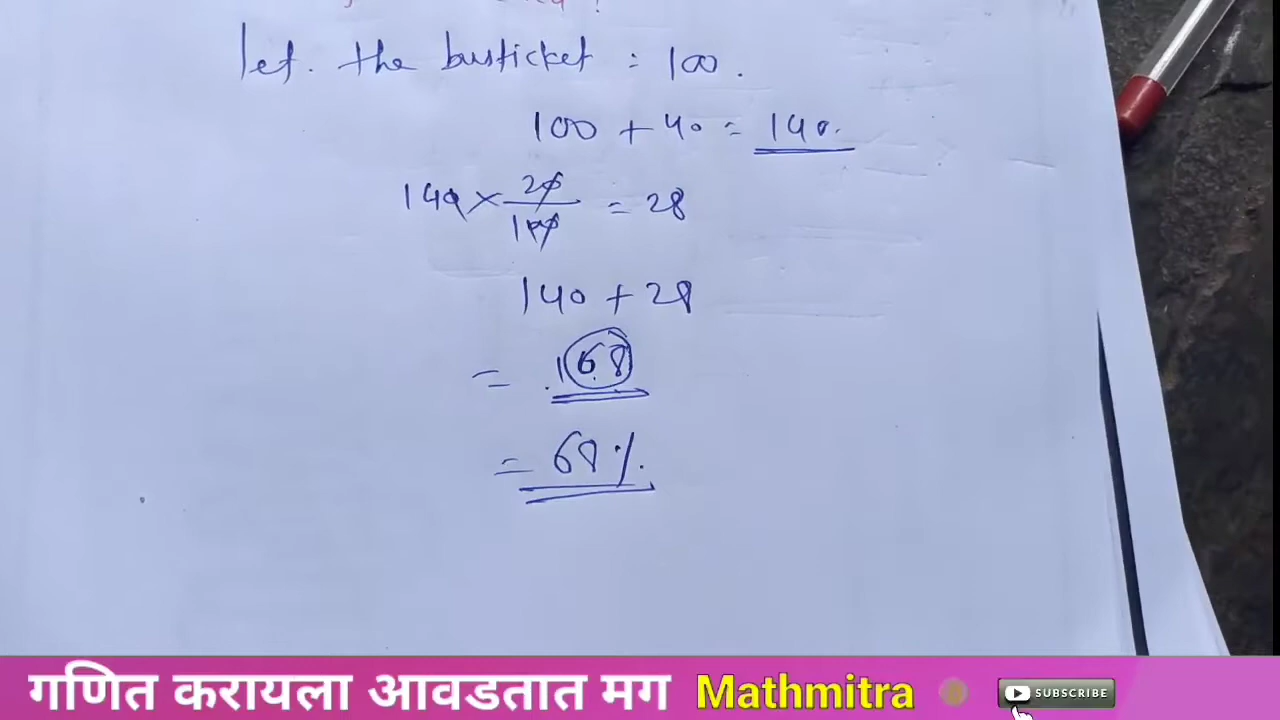 let. the busticket : 100.
100 + 40 = 140.
140 × 20/100 = 28
140 + 28
= 168
= 68%.
गणित करायला आवडतात मग Mathmitra SUBSCRIBE